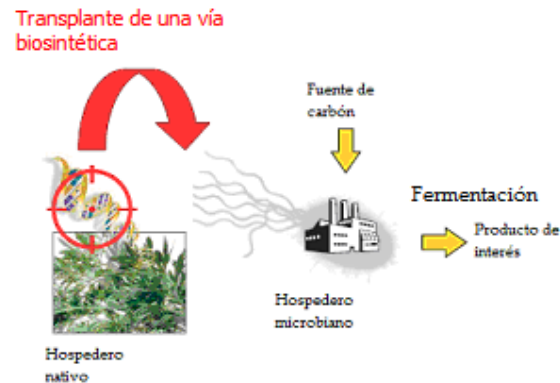 Transplante de una vía
biosintética
Fuente de
carbón
Fermentación
Producto de
interés
Hospedero
microbiano
Hospedero
nativo